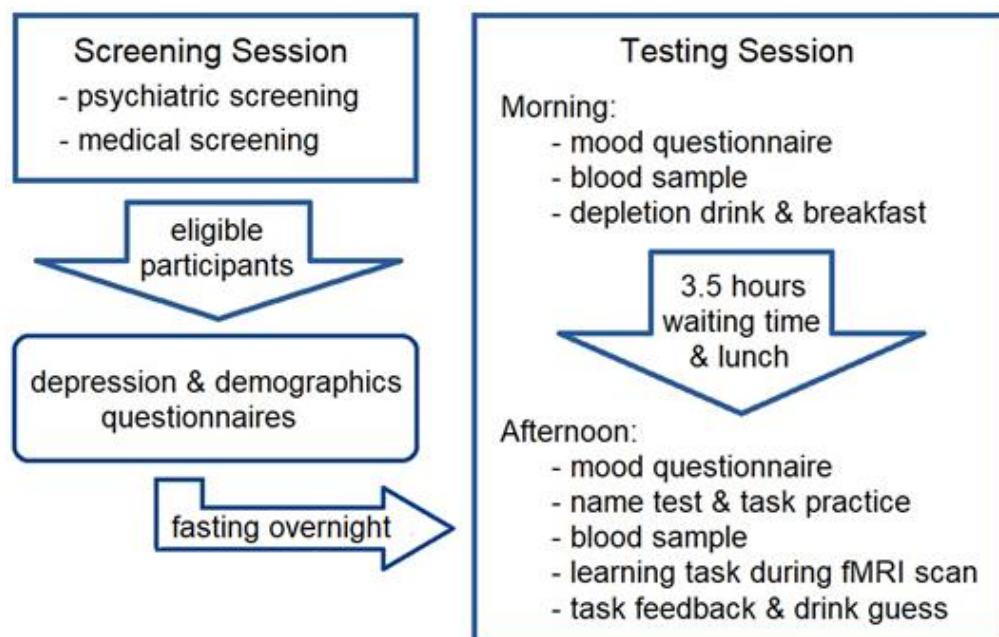 Screening Session
- psychiatric screening
- medical screening
eligible
participants
depression & demographics
questionnaires
fasting overnight
Testing Session
Morning:
- mood questionnaire
- blood sample
- depletion drink & breakfast
3.5 hours
waiting time
& lunch
Afternoon:
- mood questionnaire
- name test & task practice
- blood sample
- learning task during fMRI scan
- task feedback & drink guess